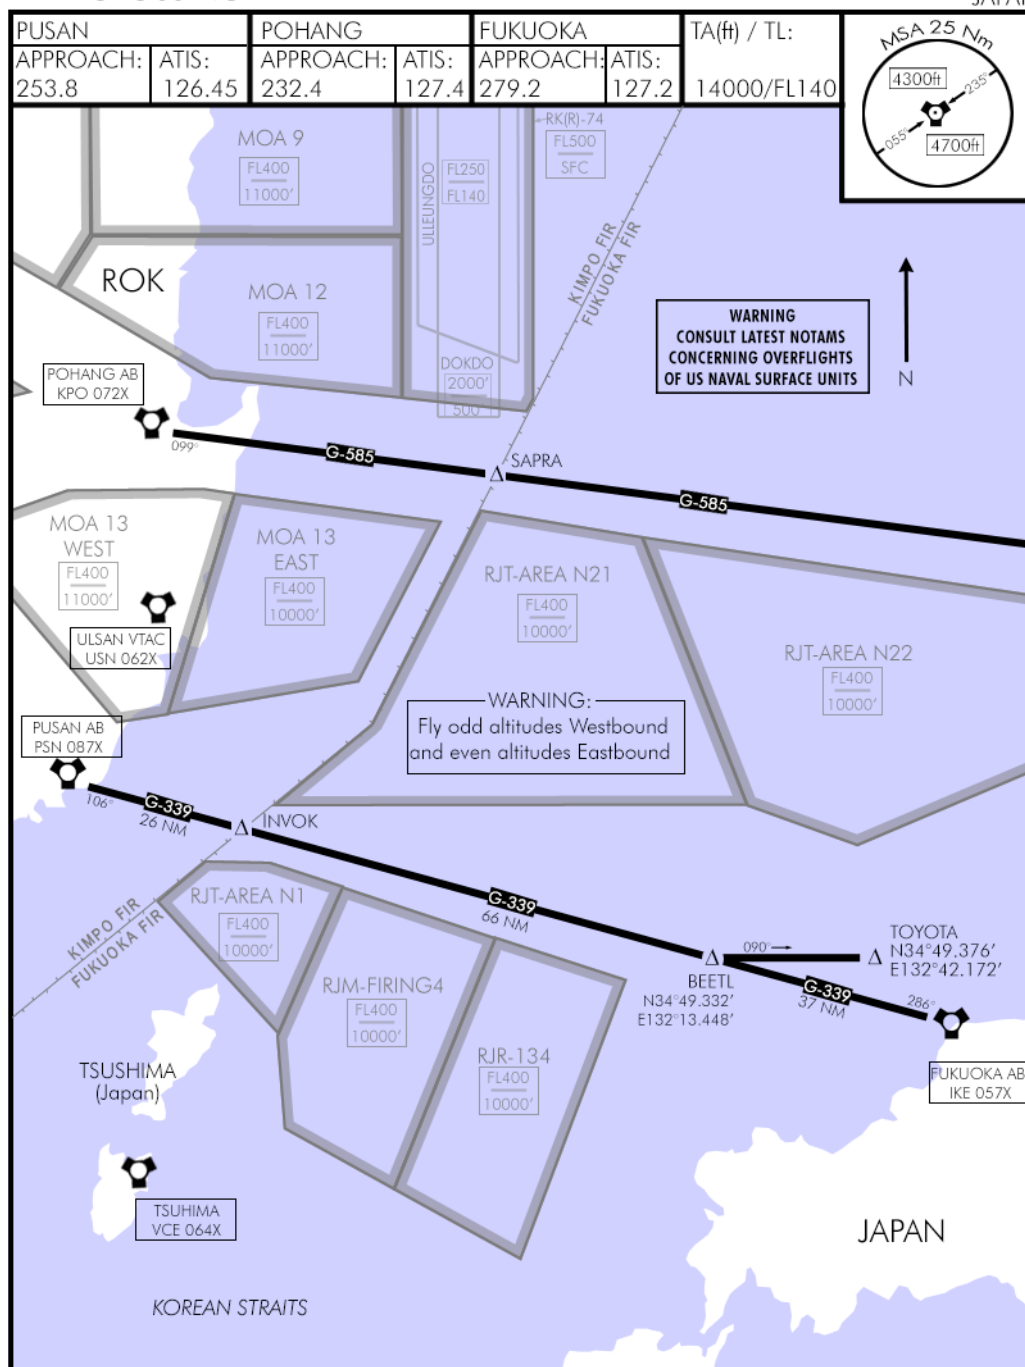 JAPAN
PUSAN
APPROACH: ATIS:
253.8 126.45
POHANG
APPROACH: ATIS:
232.4 127.4
FUKUOKA
APPROACH: ATIS:
279.2 127.2
TA(ft) / TL:
14000/FL140
MSA 25 Nm
4300ft
235°
055°
4700ft
MOA 9
FL400
11000'
ULLEUNGDO
FL250
FL140
RK(R)-74
FL500
SFC
KIMPO FIR
FUKUOKA FIR
ROK
MOA 12
FL400
11000'
DOKDO
2000'
500'
WARNING
CONSULT LATEST NOTAMS
CONCERNING OVERFLIGHTS
OF US NAVAL SURFACE UNITS
N
POHANG AB
KPO 072X
099°
G-585
SAPRA
G-585
MOA 13
WEST
FL400
11000'
MOA 13
EAST
FL400
10000'
RJT-AREA N21
FL400
10000'
RJT-AREA N22
FL400
10000'
ULSAN VTAC
USN 062X
WARNING:
Fly odd altitudes Westbound
and even altitudes Eastbound
PUSAN AB
PSN 087X
106°
G-339
26 NM
INVOK
RJT-AREA N1
FL400
10000'
KIMPO FIR
FUKUOKA FIR
G-339
66 NM
090°
TOYOTA
N34°49.376'
E132°42.172'
BEETL
N34°49.332'
E132°13.448'
G-339
37 NM
286°
RJM-FIRING4
FL400
10000'
RJR-134
FL400
10000'
TSUSHIMA
(Japan)
FUKUOKA AB
IKE 057X
TSUHIMA
VCE 064X
JAPAN
KOREAN STRAITS